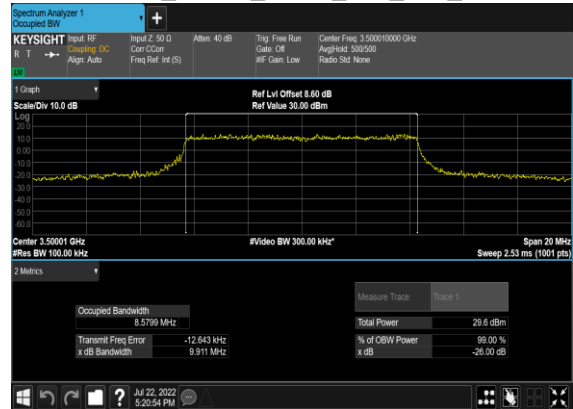 Spectrum Analyzer 1
Occupied BW
+
KEYSIGHT Input: RF Input Z: 50 Ω Atten: 40 dB Trig: Free Run Center Freq: 3.500010000 GHz
R T Coupling: DC Corr CCorr Gate: Off Avg|Hold: 500/500
Align: Auto Freq Ref: Int (S) #IF Gain: Low Radio Std: None
LW
1 Graph Ref Lvl Offset 8.60 dB
Scale/Div 10.0 dB Ref Value 30.00 dBm
Log
20.0
10.0
0.00
-10.0
-20.0
-30.0
-40.0
-50.0
-60.0
Center 3.50001 GHz #Video BW 300.00 kHz* Span 20 MHz
#Res BW 100.00 kHz Sweep 2.53 ms (1001 pts)
2 Metrics
Measure Trace Trace 1
Occupied Bandwidth
8.5799 MHz Total Power 29.6 dBm
Transmit Freq Error -12.643 kHz % of OBW Power 99.00 %
x dB Bandwidth 9.911 MHz x dB -26.00 dB
? Jul 22, 2022
5:20:54 PM